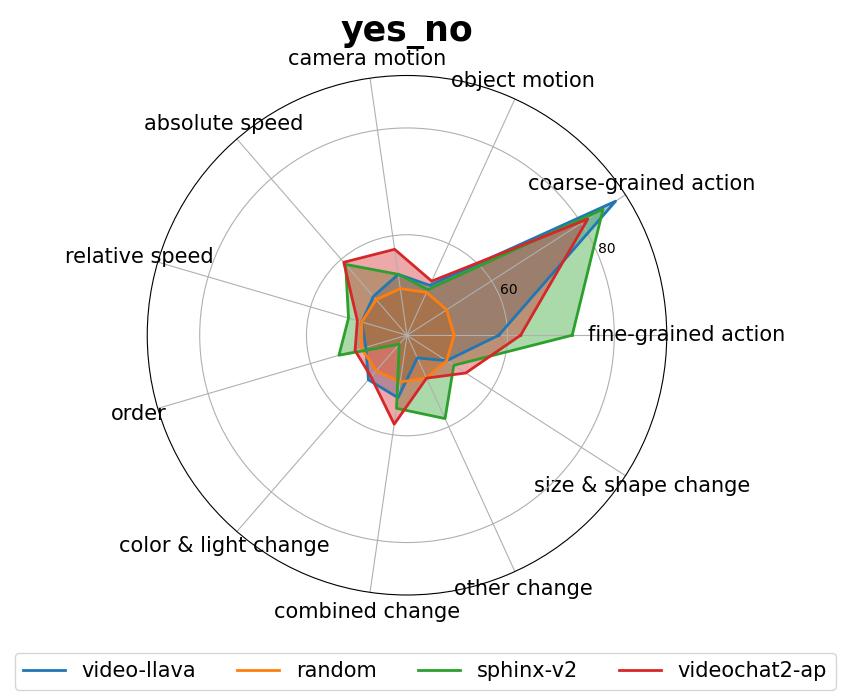 yes_no
camera motion
object motion
absolute speed
coarse-grained action
relative speed
80
60
fine-grained action
order
size & shape change
color & light change
other change
combined change
video-llava random sphinx-v2 videochat2-ap